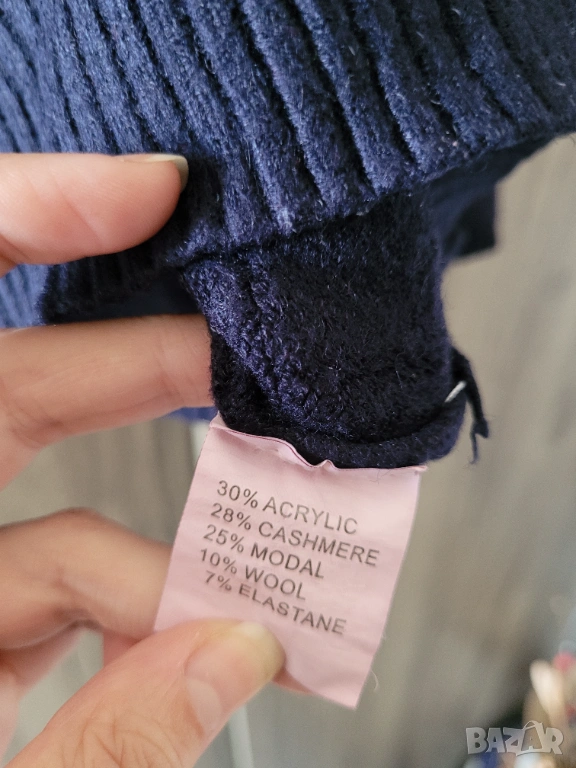 30% ACRYLIC
28% CASHMERE
25% MODAL
10% WOOL
7% ELASTANE
BAZAR